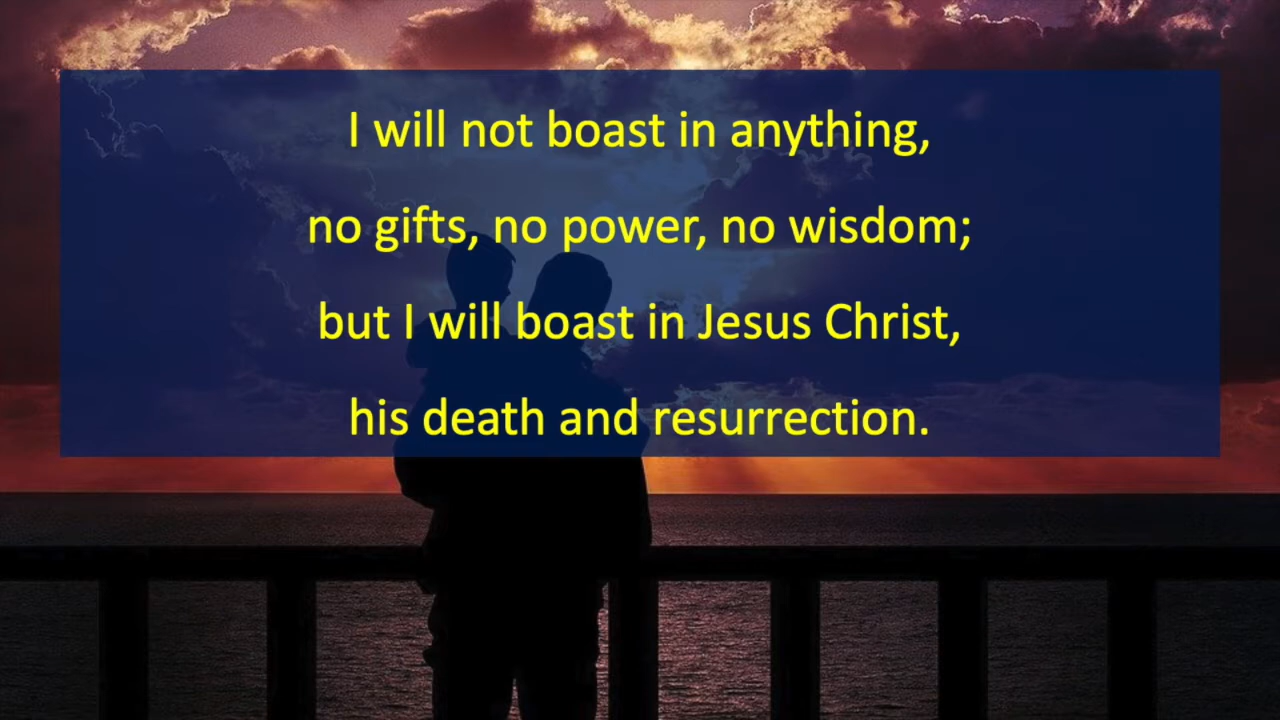 I will not boast in anything,
no gifts, no power, no wisdom;
but I will boast in Jesus Christ,
his death and resurrection.